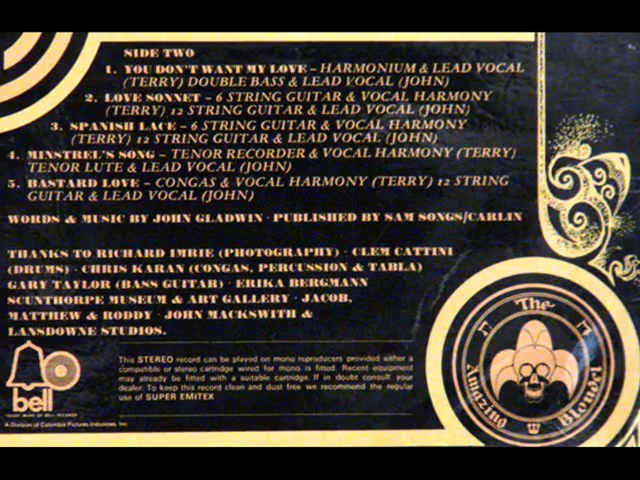 SIDE TWO
1. YOU DON'T WANT MY LOVE – HARMONIUM & LEAD VOCAL
(TERRY) DOUBLE BASS & LEAD VOCAL (JOHN)
2. LOVE SONNET – 6 STRING GUITAR & VOCAL HARMONY
(TERRY) 12 STRING GUITAR & LEAD VOCAL (JOHN)
3. SPANISH LACE – 6 STRING GUITAR & VOCAL HARMONY
(TERRY) 12 STRING GUITAR & LEAD VOCAL (JOHN)
4. MINSTREL'S SONG – TENOR RECORDER & VOCAL HARMONY (TERRY)
TENOR LUTE & LEAD VOCAL (JOHN)
5. BASTARD LOVE – CONGAS & VOCAL HARMONY (TERRY) 12 STRING
GUITAR & LEAD VOCAL (JOHN)
WORDS & MUSIC BY JOHN GLADWIN · PUBLISHED BY SAM SONGS/CARLIN
THANKS TO RICHARD IMRIE (PHOTOGRAPHY) · CLEM CATTINI
(DRUMS) · CHRIS KARAN (CONGAS, PERCUSSION & TABLA)
GARY TAYLOR (BASS GUITAR) · ERIKA BERGMANN
SCUNTHORPE MUSEUM & ART GALLERY · JACOB,
MATTHEW & RODDY · JOHN MACKSWITH &
LANSDOWNE STUDIOS.
This STEREO record can be played on mono reproducers provided either a
compatible or stereo cartridge wired for mono is fitted. Recent equipment
may already be fitted with a suitable cartridge. If in doubt consult your
dealer. To keep this record clean and dust free we recommend the regular
use of SUPER EMITEX
bell
A Division of Columbia Pictures Industries, Inc.
The
Amazing
Blondel